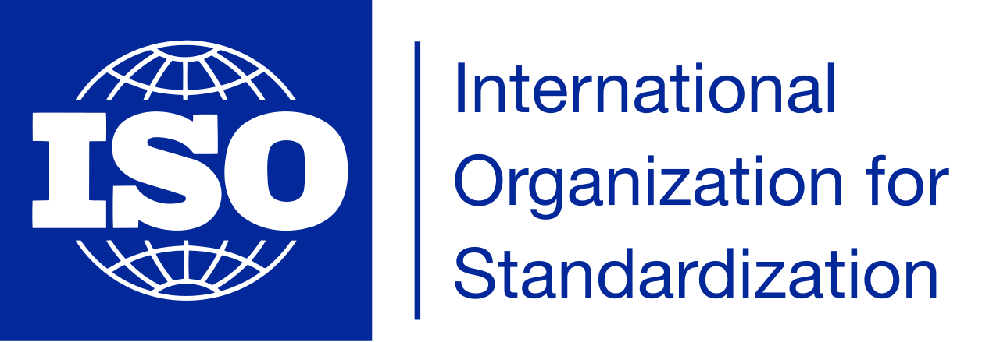 ISO
International
Organization for
Standardization